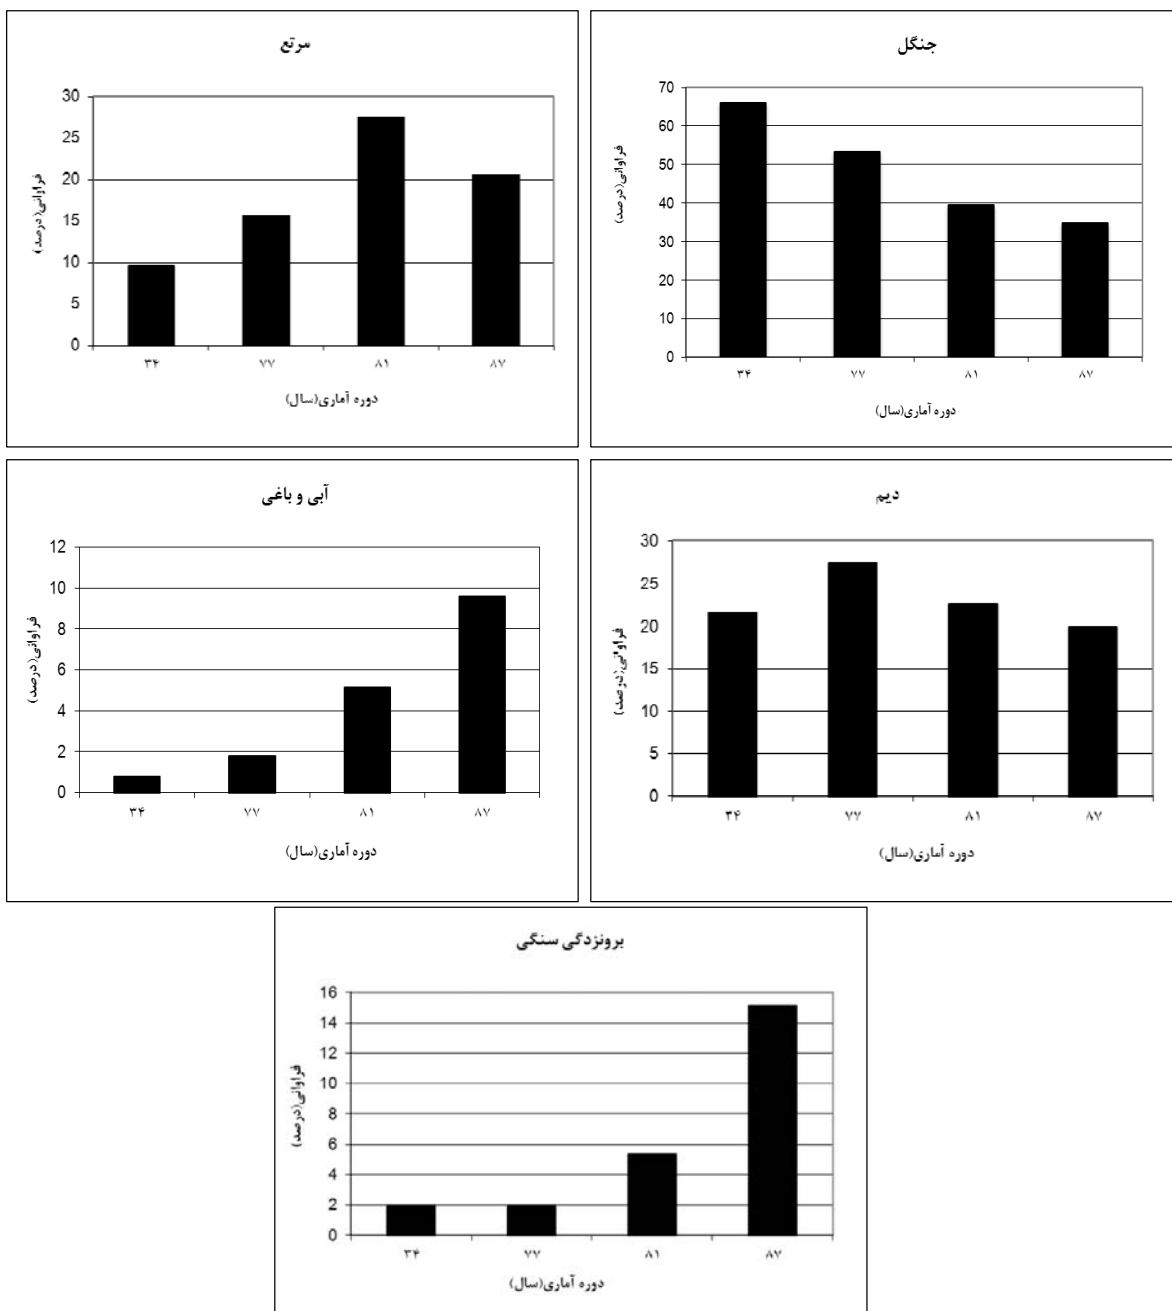 جنگل
فراوانی(درصد)
70
60
50
40
30
20
10
0
۳۴ ۷۷ ۸۱ ۸۷
دوره آماری(سال)
مرتع
فراوانی(درصد)
30
25
20
15
10
5
0
۳۴ ۷۷ ۸۱ ۸۷
دوره آماری(سال)
دیم
فراوانی(درصد)
30
25
20
15
10
5
0
۳۴ ۷۷ ۸۱ ۸۷
دوره آماری(سال)
آبی و باغی
فراوانی(درصد)
12
10
8
6
4
2
0
۳۴ ۷۷ ۸۱ ۸۷
دوره آماری(سال)
برونزدگی سنگی
فراوانی(درصد)
16
14
12
10
8
6
4
2
0
۳۴ ۷۷ ۸۱ ۸۷
دوره آماری(سال)